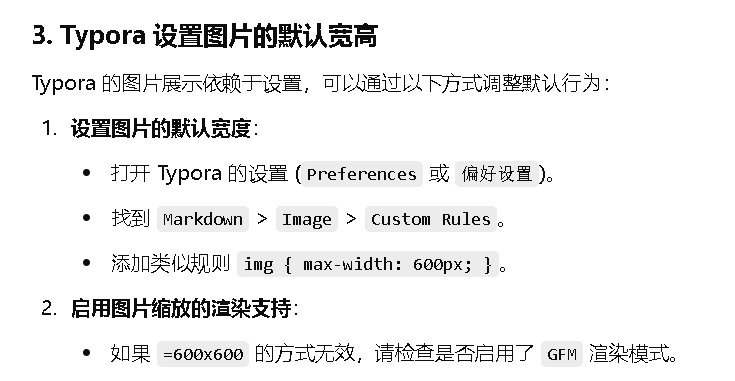 3. Typora 设置图片的默认宽高
Typora 的图片展示依赖于设置，可以通过以下方式调整默认行为：
1. 设置图片的默认宽度：
• 打开 Typora 的设置 (Preferences 或 偏好设置)。
• 找到 Markdown > Image > Custom Rules。
• 添加类似规则 img { max-width: 600px; }。
2. 启用图片缩放的渲染支持：
• 如果 =600x600 的方式无效，请检查是否启用了 GFM 渲染模式。